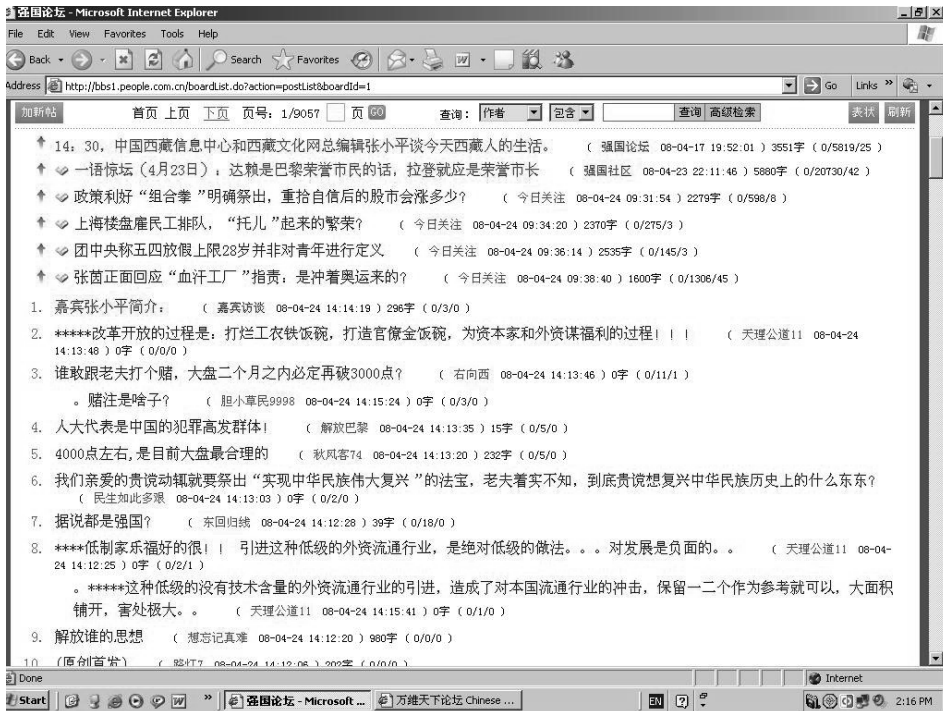 强国论坛 - Microsoft Internet Explorer
File Edit View Favorites Tools Help
Back Search Favorites
Address http://bbs1.people.com.cn/boardList.do?action=postList&boardId=1 Go Links »
加新帖 首页 上页 下页 页号: 1/9057 页 GO 查询: 作者 包含 查询 高级检索 表状 刷新
14: 30, 中国西藏信息中心和西藏文化网总编辑张小平谈今天西藏人的生活。 ( 强国论坛 08-04-17 19:52:01 ) 3551字 ( 0/5819/25 )
一语惊坛(4月23日): 达赖是巴黎荣誉市民的话, 拉登就应是荣誉市长 ( 强国社区 08-04-23 22:11:46 ) 5880字 ( 0/20730/42 )
政策利好“组合拳”明确祭出, 重拾自信后的股市会涨多少? ( 今日关注 08-04-24 09:31:54 ) 2279字 ( 0/598/8 )
上海楼盘雇民工排队, “托儿”起来的繁荣? ( 今日关注 08-04-24 09:34:20 ) 2370字 ( 0/275/3 )
团中央称五四放假上限28岁并非对青年进行定义 ( 今日关注 08-04-24 09:36:14 ) 2535字 ( 0/145/3 )
张茵正面回应“血汗工厂”指责: 是冲着奥运来的? ( 今日关注 08-04-24 09:38:40 ) 1600字 ( 0/1306/45 )
1. 嘉宾张小平简介: ( 嘉宾访谈 08-04-24 14:14:19 ) 296字 ( 0/3/0 )
2. *****改革开放的过程是: 打烂工农铁饭碗, 打造官僚金饭碗, 为资本家和外资谋福利的过程! ! ! ( 天理公道11 08-04-24
14:13:48 ) 0字 ( 0/0/0 )
3. 谁敢跟老夫打个赌, 大盘二个月之内必定再破3000点? ( 右向西 08-04-24 14:13:46 ) 0字 ( 0/11/1 )
。赌注是啥子? ( 胆小草民9998 08-04-24 14:15:24 ) 0字 ( 0/3/0 )
4. 人大代表是中国的犯罪高发群体! ( 解放巴黎 08-04-24 14:13:35 ) 15字 ( 0/5/0 )
5. 4000点左右, 是目前大盘最合理的 ( 秋风客74 08-04-24 14:13:20 ) 232字 ( 0/5/0 )
6. 我们亲爱的贵谠动辄就要祭出“实现中华民族伟大复兴”的法宝, 老夫着实不知, 到底贵谠想复兴中华民族历史上的什么东东?
( 民生如此多艰 08-04-24 14:13:03 ) 0字 ( 0/2/0 )
7. 据说都是强国? ( 东回归线 08-04-24 14:12:28 ) 39字 ( 0/18/0 )
8. ****低制家乐福好的很! ! 引进这种低级的外资流通行业, 是绝对低级的做法。。。对发展是负面的。。 ( 天理公道11 08-04-
24 14:12:25 ) 0字 ( 0/2/1 )
。*****这种低级的没有技术含量的外资流通行业的引进, 造成了对本国流通行业的冲击, 保留一二个作为参考就可以, 大面积
铺开, 害处极大。。 ( 天理公道11 08-04-24 14:15:41 ) 0字 ( 0/1/0 )
9. 解放谁的思想 ( 想忘记真难 08-04-24 14:12:20 ) 980字 ( 0/0/0 )
10. (原创首发) ( 路灯7 08-04-24 14:12:06 ) 202字 ( 0/0/0 )
Done Internet
Start » 强国论坛 - Microsoft ... 万维天下论坛 Chinese ... EN 2:16 PM